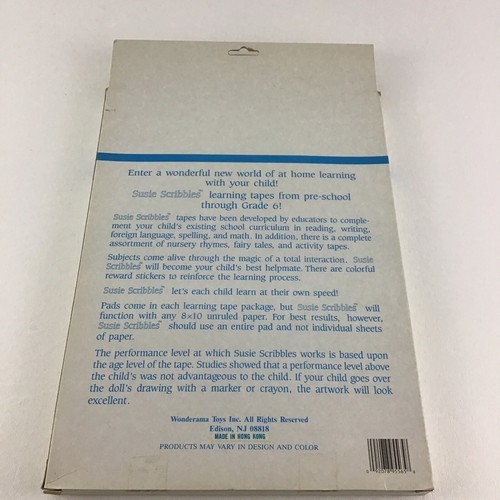 Enter a wonderful new world of at home learning
with your child!
Susie Scribbles™ learning tapes from pre-school
through Grade 6!
Susie Scribbles™ tapes have been developed by educators to comple-
ment your child's existing school curriculum in reading, writing,
foreign language, spelling, and math. In addition, there is a complete
assortment of nursery rhymes, fairy tales, and activity tapes.
Subjects come alive through the magic of a total interaction. Susie
Scribbles™ will become your child's best helpmate. There are colorful
reward stickers to reinforce the learning process.
Susie Scribbles™ let's each child learn at their own speed!
Pads come in each learning tape package, but Susie Scribbles™ will
function with any 8×10 unruled paper. For best results, however,
Susie Scribbles™ should use an entire pad and not individual sheets
of paper.
The performance level at which Susie Scribbles works is based upon
the age level of the tape. Studies showed that a performance level above
the child's was not advantageous to the child. If your child goes over
the doll's drawing with a marker or crayon, the artwork will look
excellent.
Wonderama Toys Inc. All Rights Reserved
Edison, NJ 08818
MADE IN HONG KONG
PRODUCTS MAY VARY IN DESIGN AND COLOR